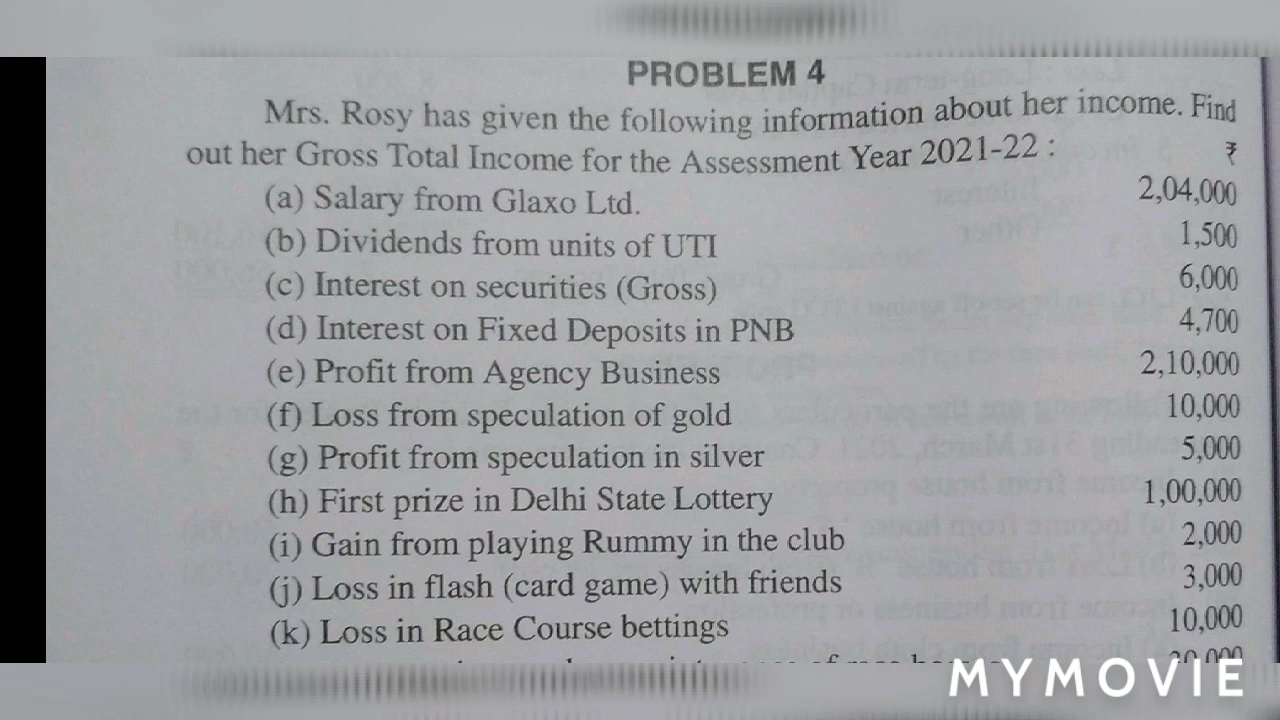 PROBLEM 4
Mrs. Rosy has given the following information about her income. Find
out her Gross Total Income for the Assessment Year 2021-22 : ₹
(a) Salary from Glaxo Ltd. 2,04,000
(b) Dividends from units of UTI 1,500
(c) Interest on securities (Gross) 6,000
(d) Interest on Fixed Deposits in PNB 4,700
(e) Profit from Agency Business 2,10,000
(f) Loss from speculation of gold 10,000
(g) Profit from speculation in silver 5,000
(h) First prize in Delhi State Lottery 1,00,000
(i) Gain from playing Rummy in the club 2,000
(j) Loss in flash (card game) with friends 3,000
(k) Loss in Race Course bettings 10,000
MYMOVIE